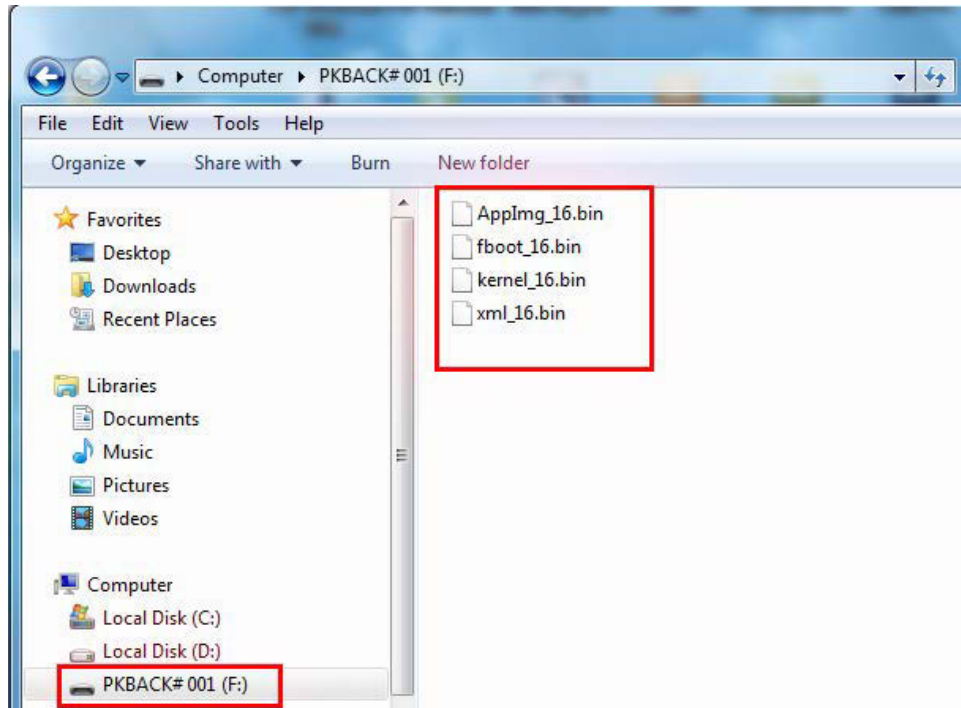 Computer PKBACK# 001 (F:)
File Edit View Tools Help
Organize Share with Burn New folder
Favorites
Desktop
Downloads
Recent Places
Libraries
Documents
Music
Pictures
Videos
Computer
Local Disk (C:)
Local Disk (D:)
PKBACK# 001 (F:)
AppImg_16.bin
fboot_16.bin
kernel_16.bin
xml_16.bin